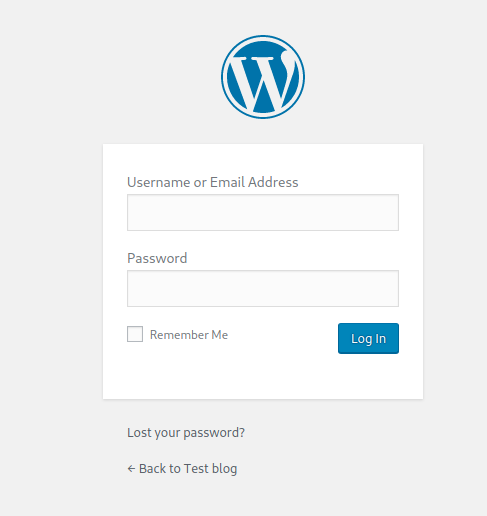 Username or Email Address
Password
Remember Me
Log In
Lost your password?
← Back to Test blog